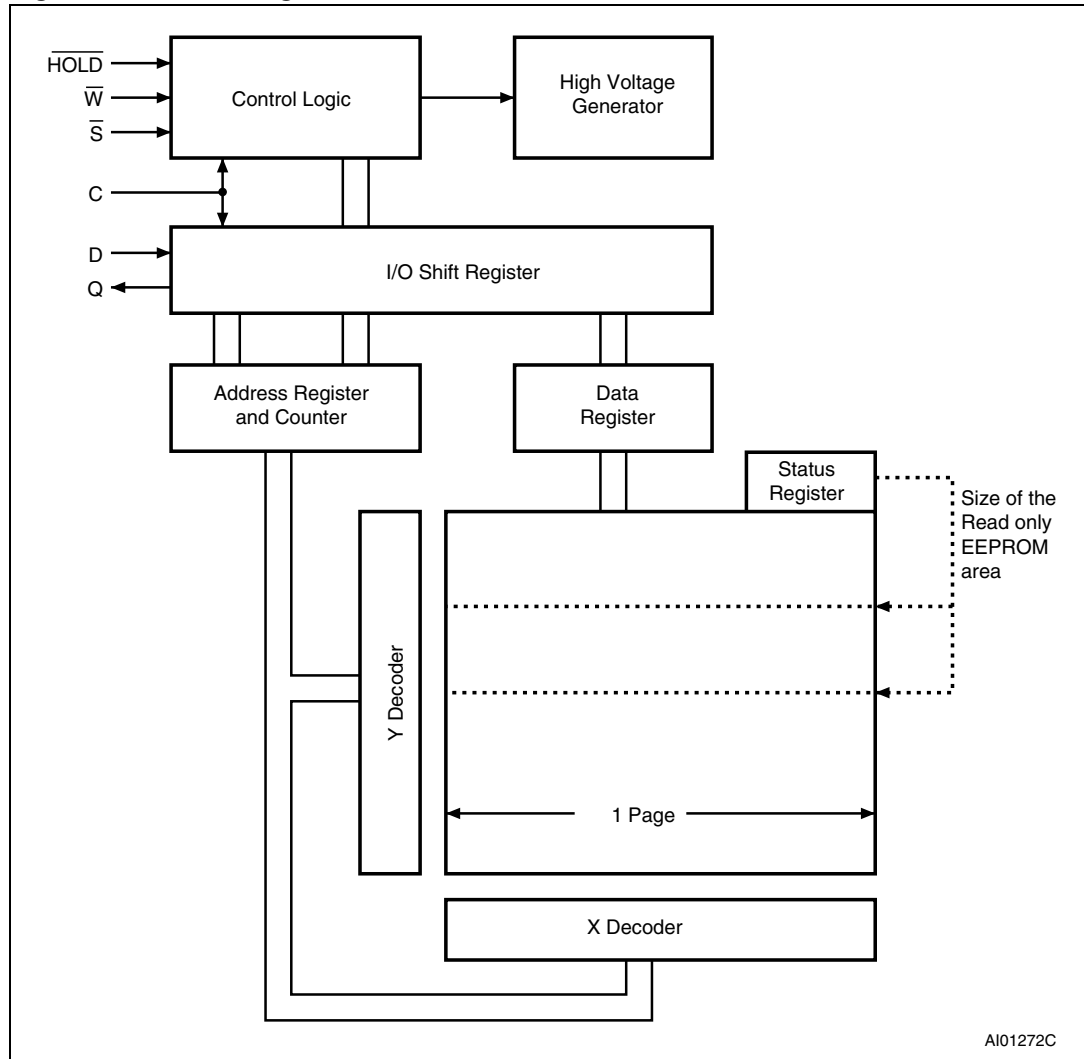 HOLD
W
S
C
D
Q
Control Logic
High Voltage
Generator
I/O Shift Register
Address Register
and Counter
Data
Register
Status
Register
Size of the
Read only
EEPROM
area
Y Decoder
1 Page
X Decoder
AI01272C